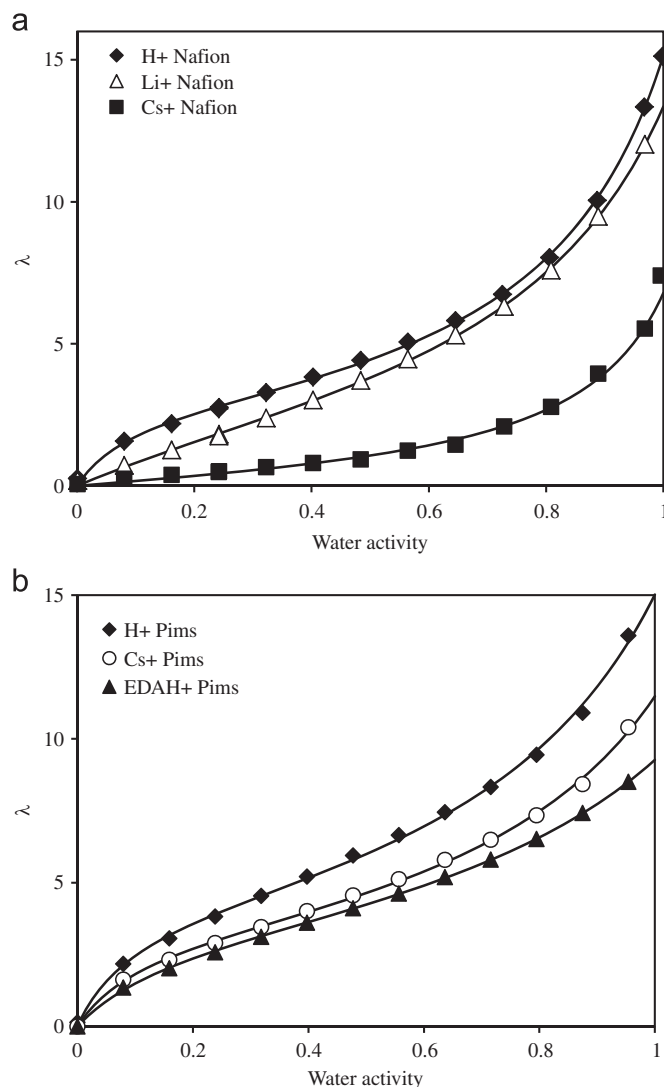 a
15
H+ Nafion
Li+ Nafion
Cs+ Nafion
10
λ
5
0
0 0.2 0.4 0.6 0.8 1
Water activity
b
15
H+ Pims
Cs+ Pims
EDAH+ Pims
10
λ
5
0
0 0.2 0.4 0.6 0.8 1
Water activity